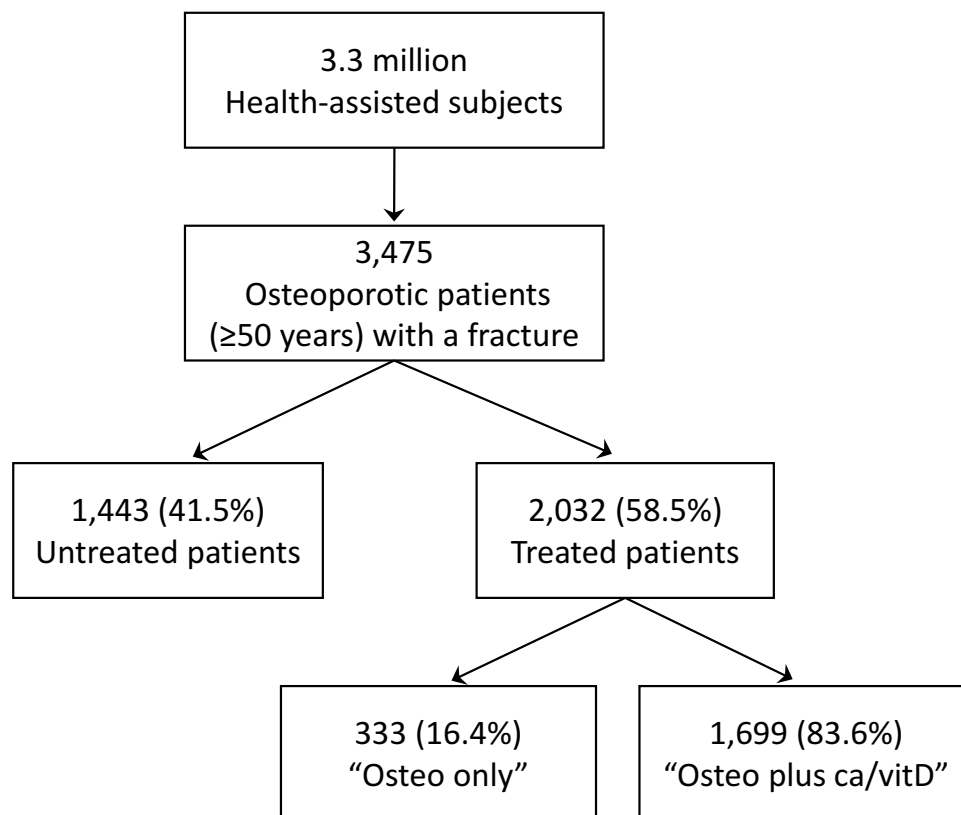 3.3 million
Health-assisted subjects
3,475
Osteoporotic patients
(≥50 years) with a fracture
1,443 (41.5%)
Untreated patients
2,032 (58.5%)
Treated patients
333 (16.4%)
“Osteo only”
1,699 (83.6%)
“Osteo plus ca/vitD”